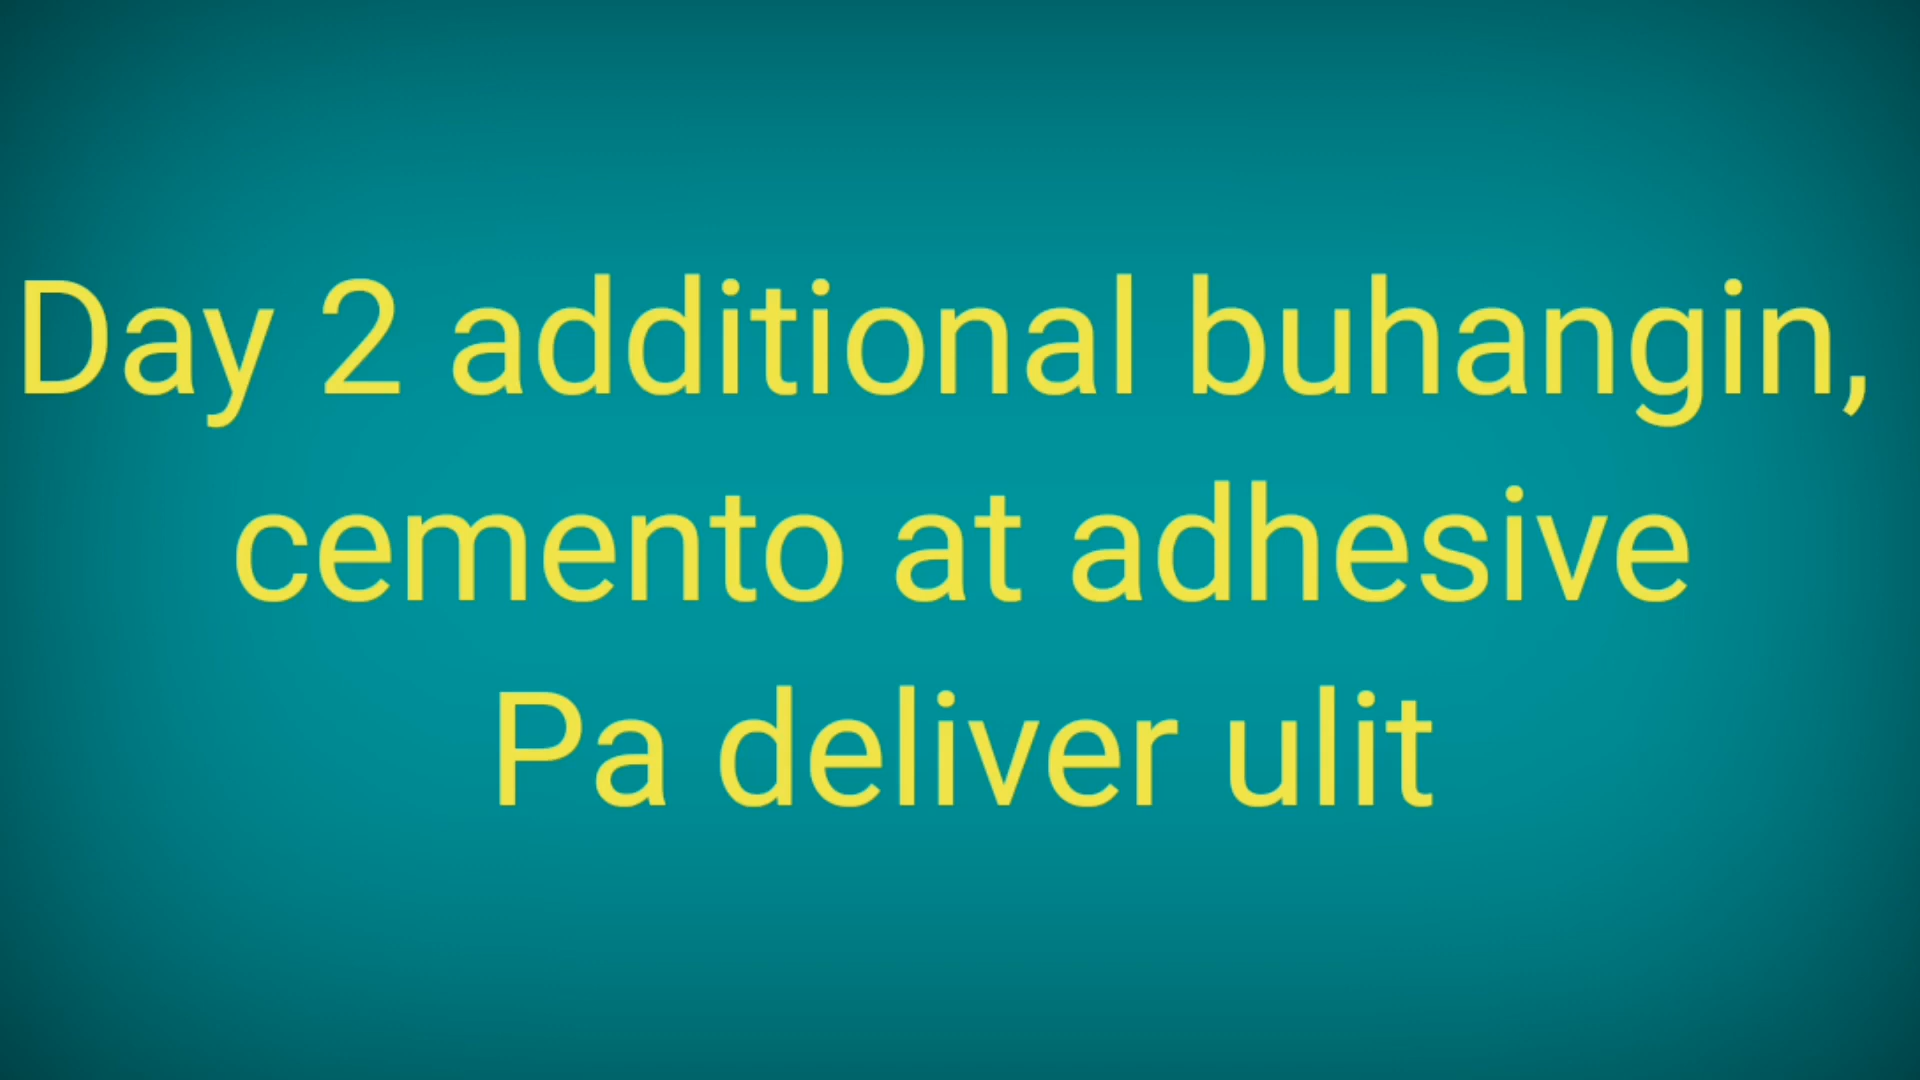 Day 2 additional buhangin,
cemento at adhesive
Pa deliver ulit